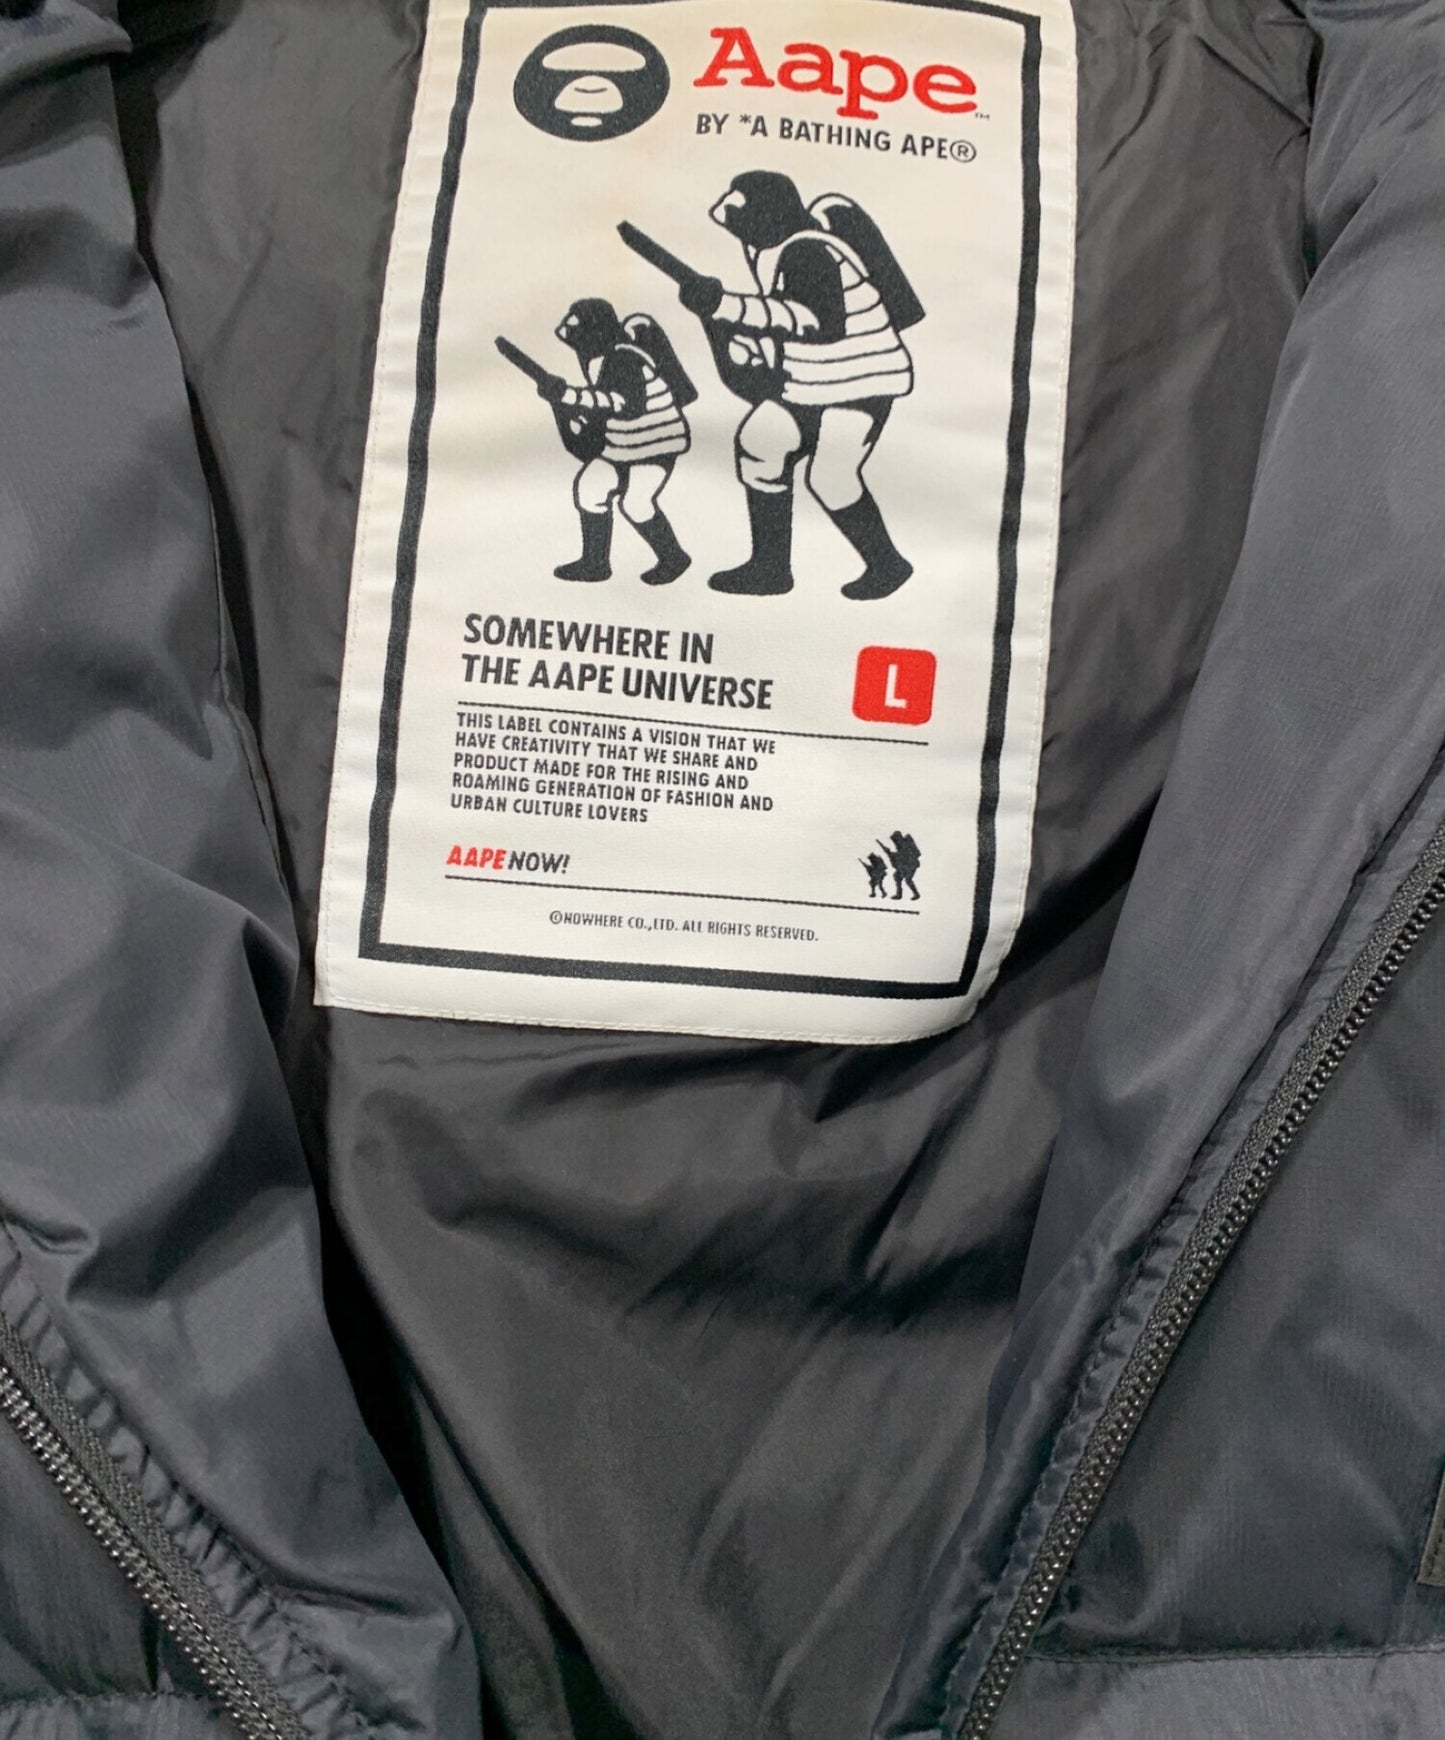 Aape™
BY *A BATHING APE®
SOMEWHERE IN
THE AAPE UNIVERSE
L
THIS LABEL CONTAINS A VISION THAT WE
HAVE CREATIVITY THAT WE SHARE AND
PRODUCT MADE FOR THE RISING AND
ROAMING GENERATION OF FASHION AND
URBAN CULTURE LOVERS
AAPE NOW!
©NOWHERE CO.,LTD. ALL RIGHTS RESERVED.